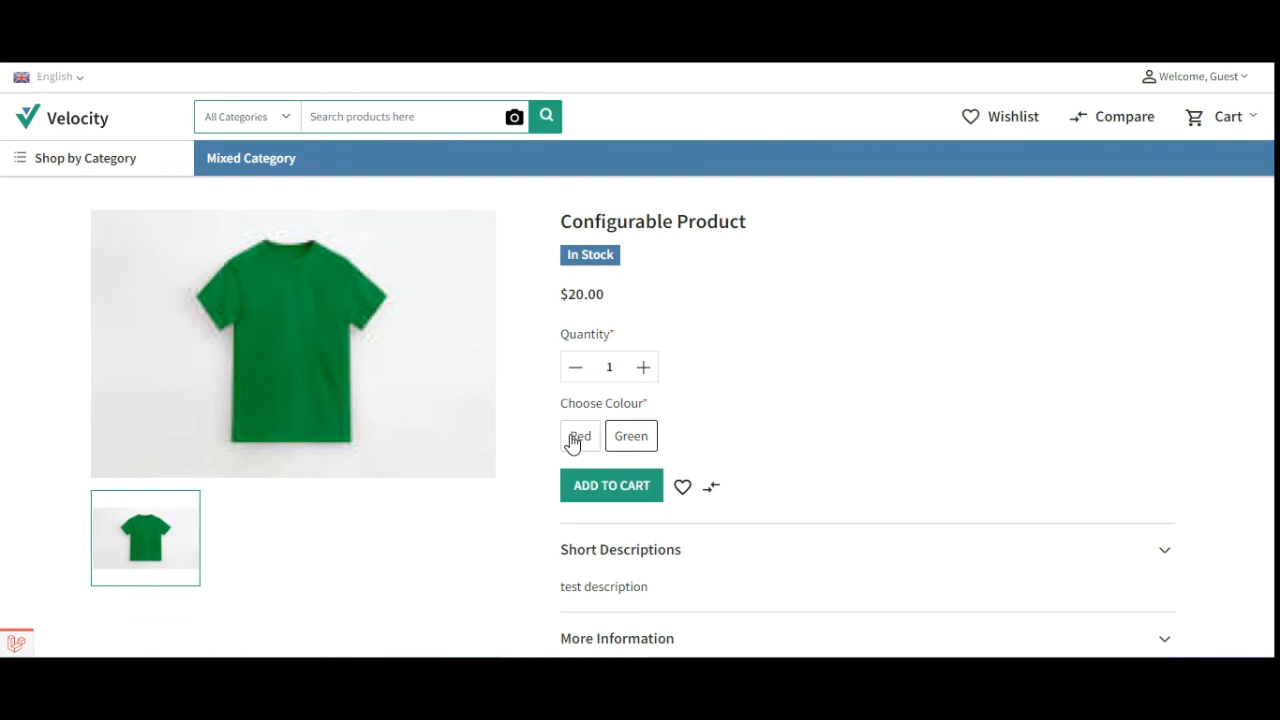 English
Welcome, Guest
Velocity
All Categories
Search products here
Wishlist
Compare
Cart
Shop by Category
Mixed Category
Configurable Product
In Stock
$20.00
Quantity*
1
Choose Colour*
Red
Green
ADD TO CART
Short Descriptions
test description
More Information